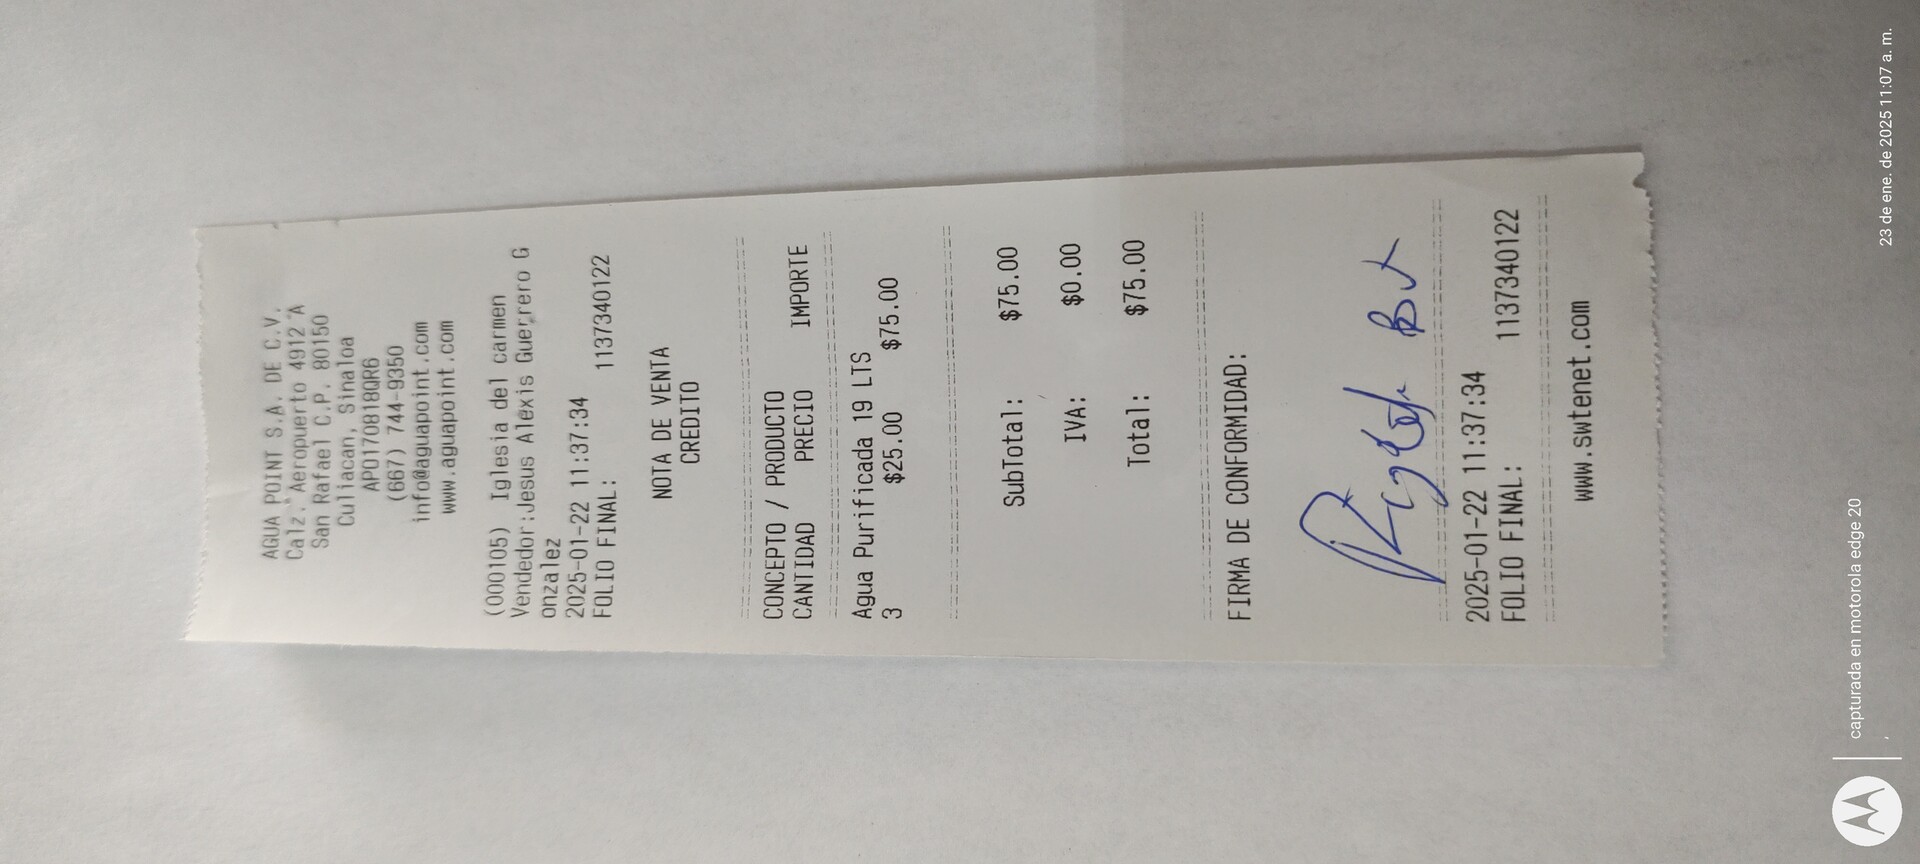 AGUA POINT S.A. DE C.V.
Calz. Aeropuerto 4912 A
San Rafael C.P. 80150
Culiacan, Sinaloa
APO170818QR6
(667) 744-9350
info@aguapoint.com
www.aguapoint.com
(000105) Iglesia del carmen
Vendedor:Jesus Alexis Guerrero G
onzalez
2025-01-22 11:37:34
FOLIO FINAL: 1137340122
NOTA DE VENTA
CREDITO
CONCEPTO / PRODUCTO
CANTIDAD PRECIO IMPORTE
Agua Purificada 19 LTS
3 $25.00 $75.00
SubTotal: $75.00
IVA: $0.00
Total: $75.00
FIRMA DE CONFORMIDAD:
2025-01-22 11:37:34
FOLIO FINAL: 1137340122
www.swtenet.com
capturada en motorola edge 20
23 de ene. de 2025 11:07 a. m.